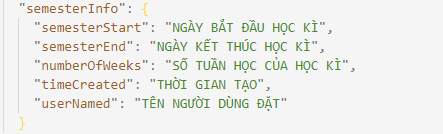 "semesterInfo": {
"semesterStart": "NGÀY BẮT ĐẦU HỌC KÌ",
"semesterEnd": "NGÀY KẾT THÚC HỌC KÌ",
"numberOfWeeks": "SỐ TUẦN HỌC CỦA HỌC KÌ",
"timeCreated": "THỜI GIAN TẠO",
"userNamed": "TÊN NGƯỜI DÙNG ĐẶT"
}